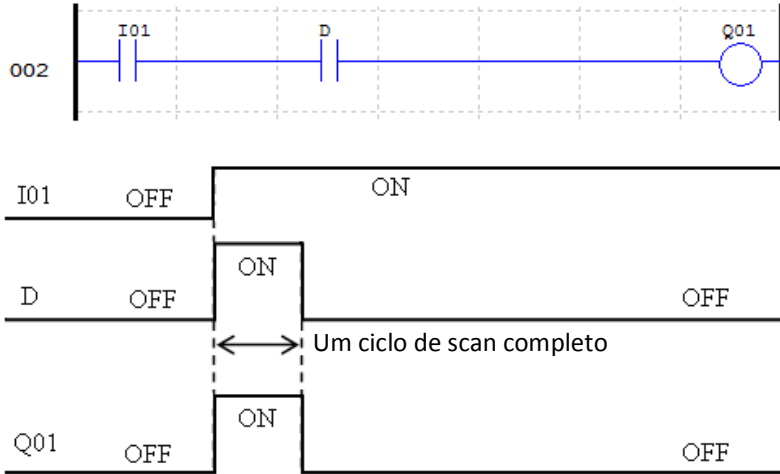 I01 D Q01
002
I01 OFF ON
D OFF ON OFF
Um ciclo de scan completo
Q01 OFF ON OFF